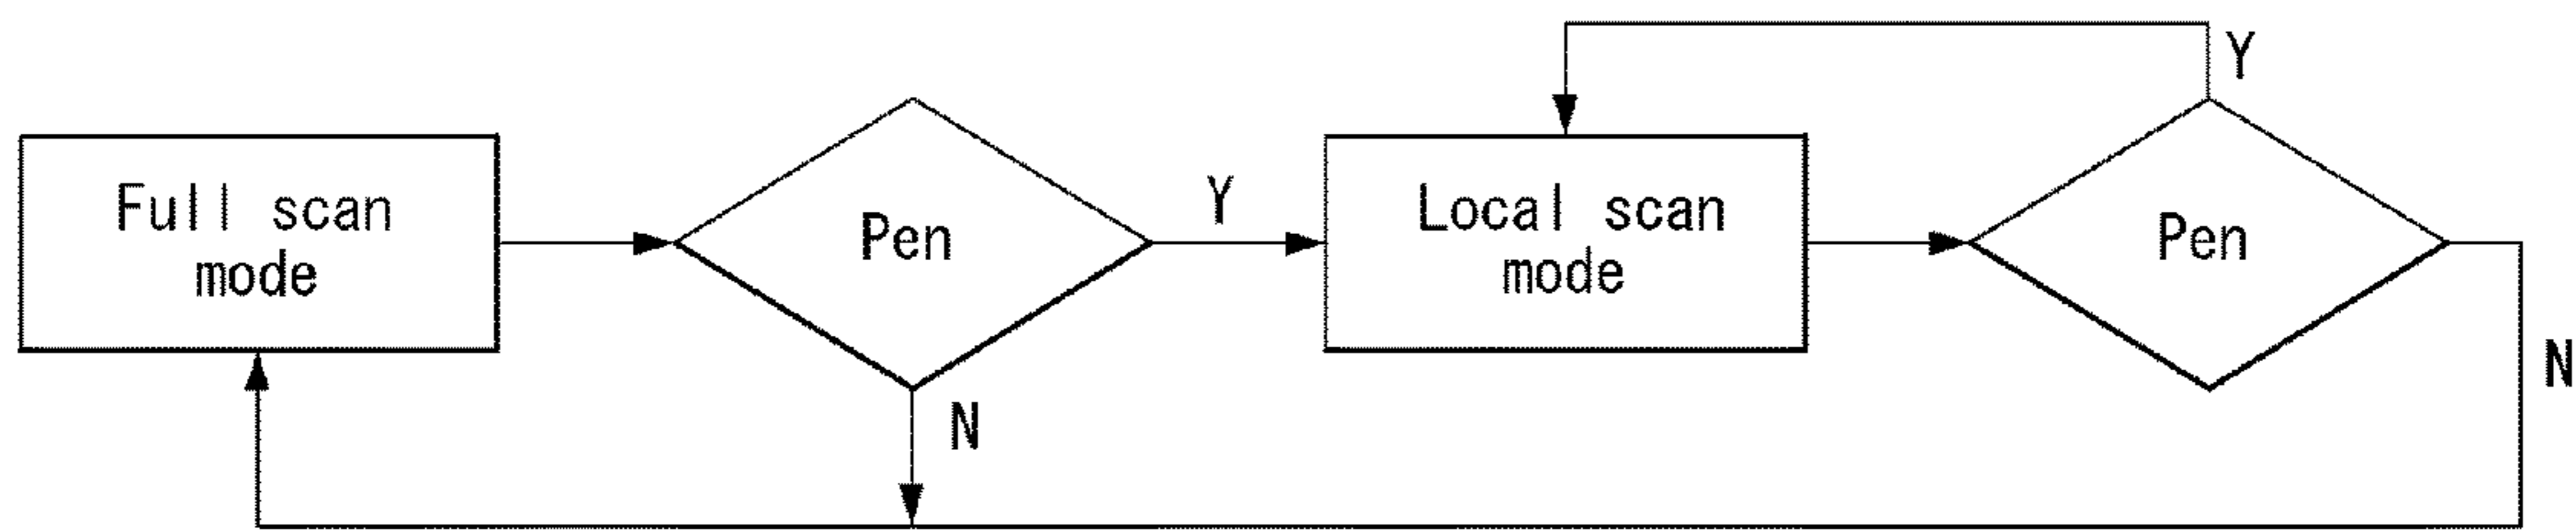 Full scan
mode
Pen
N
Y
Local scan
mode
Pen
Y
N